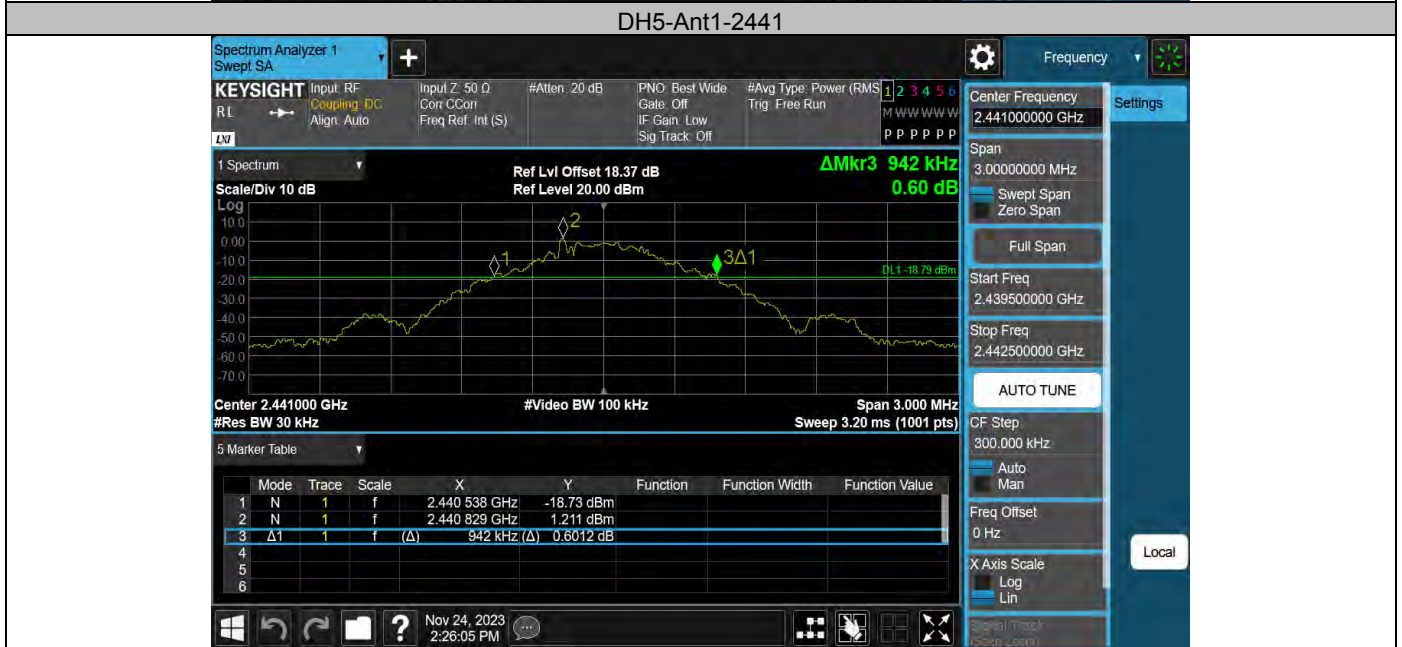 DH5-Ant1-2441
Spectrum Analyzer 1
Swept SA
+
Frequency
KEYSIGHT
RL
LXI
Input: RF
Coupling: DC
Align: Auto
Input Z: 50 Ω
Corr CCorr
Freq Ref: Int (S)
#Atten: 20 dB
PNO: Best Wide
Gate: Off
IF Gain: Low
Sig Track: Off
#Avg Type: Power (RMS
Trig: Free Run
1 2 3 4 5 6
M W W W W W
P P P P P P
1 Spectrum
Scale/Div 10 dB
Ref Lvl Offset 18.37 dB
Ref Level 20.00 dBm
ΔMkr3 942 kHz
0.60 dB
Log
10.0
0.00
-10.0
-20.0
-30.0
-40.0
-50.0
-60.0
-70.0
1
2
3Δ1
DL1 -18.79 dBm
Center 2.441000 GHz
#Video BW 100 kHz
Span 3.000 MHz
#Res BW 30 kHz
Sweep 3.20 ms (1001 pts)
5 Marker Table
Mode Trace Scale X Y Function Function Width Function Value
1 N 1 f 2.440 538 GHz -18.73 dBm
2 N 1 f 2.440 829 GHz 1.211 dBm
3 Δ1 1 f (Δ) 942 kHz (Δ) 0.6012 dB
4
5
6
?
Nov 24, 2023
2:26:05 PM
Center Frequency
2.441000000 GHz
Settings
Span
3.00000000 MHz
Swept Span
Zero Span
Full Span
Start Freq
2.439500000 GHz
Stop Freq
2.442500000 GHz
AUTO TUNE
CF Step
300.000 kHz
Auto
Man
Freq Offset
0 Hz
X Axis Scale
Log
Lin
Local
Signal Track
(Span Zoom)